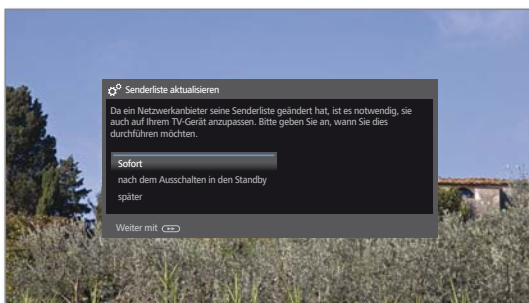 Senderliste aktualisieren
Da ein Netzwerkanbieter seine Senderliste geändert hat, ist es notwendig, sie
auch auf Ihrem TV-Gerät anzupassen. Bitte geben Sie an, wann Sie dies
durchführen möchten.
Sofort
nach dem Ausschalten in den Standby
später
Weiter mit